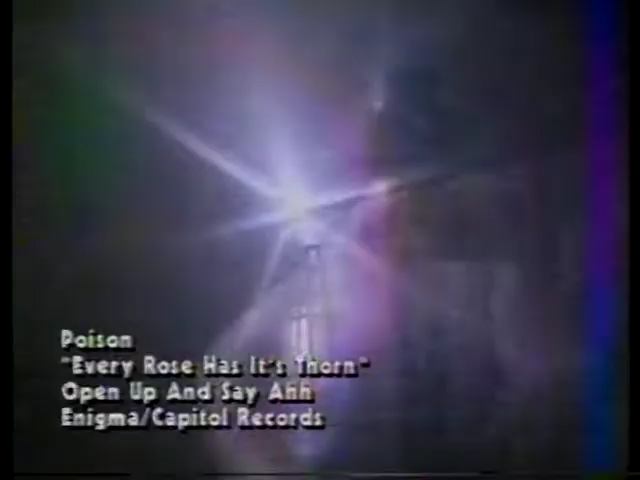 Poison
"Every Rose Has It's Thorn"
Open Up And Say Ahh
Enigma/Capitol Records